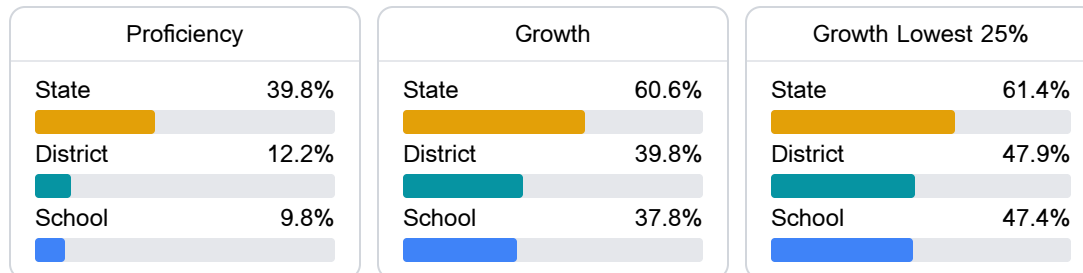 Proficiency
State 39.8%
District 12.2%
School 9.8%
Growth
State 60.6%
District 39.8%
School 37.8%
Growth Lowest 25%
State 61.4%
District 47.9%
School 47.4%